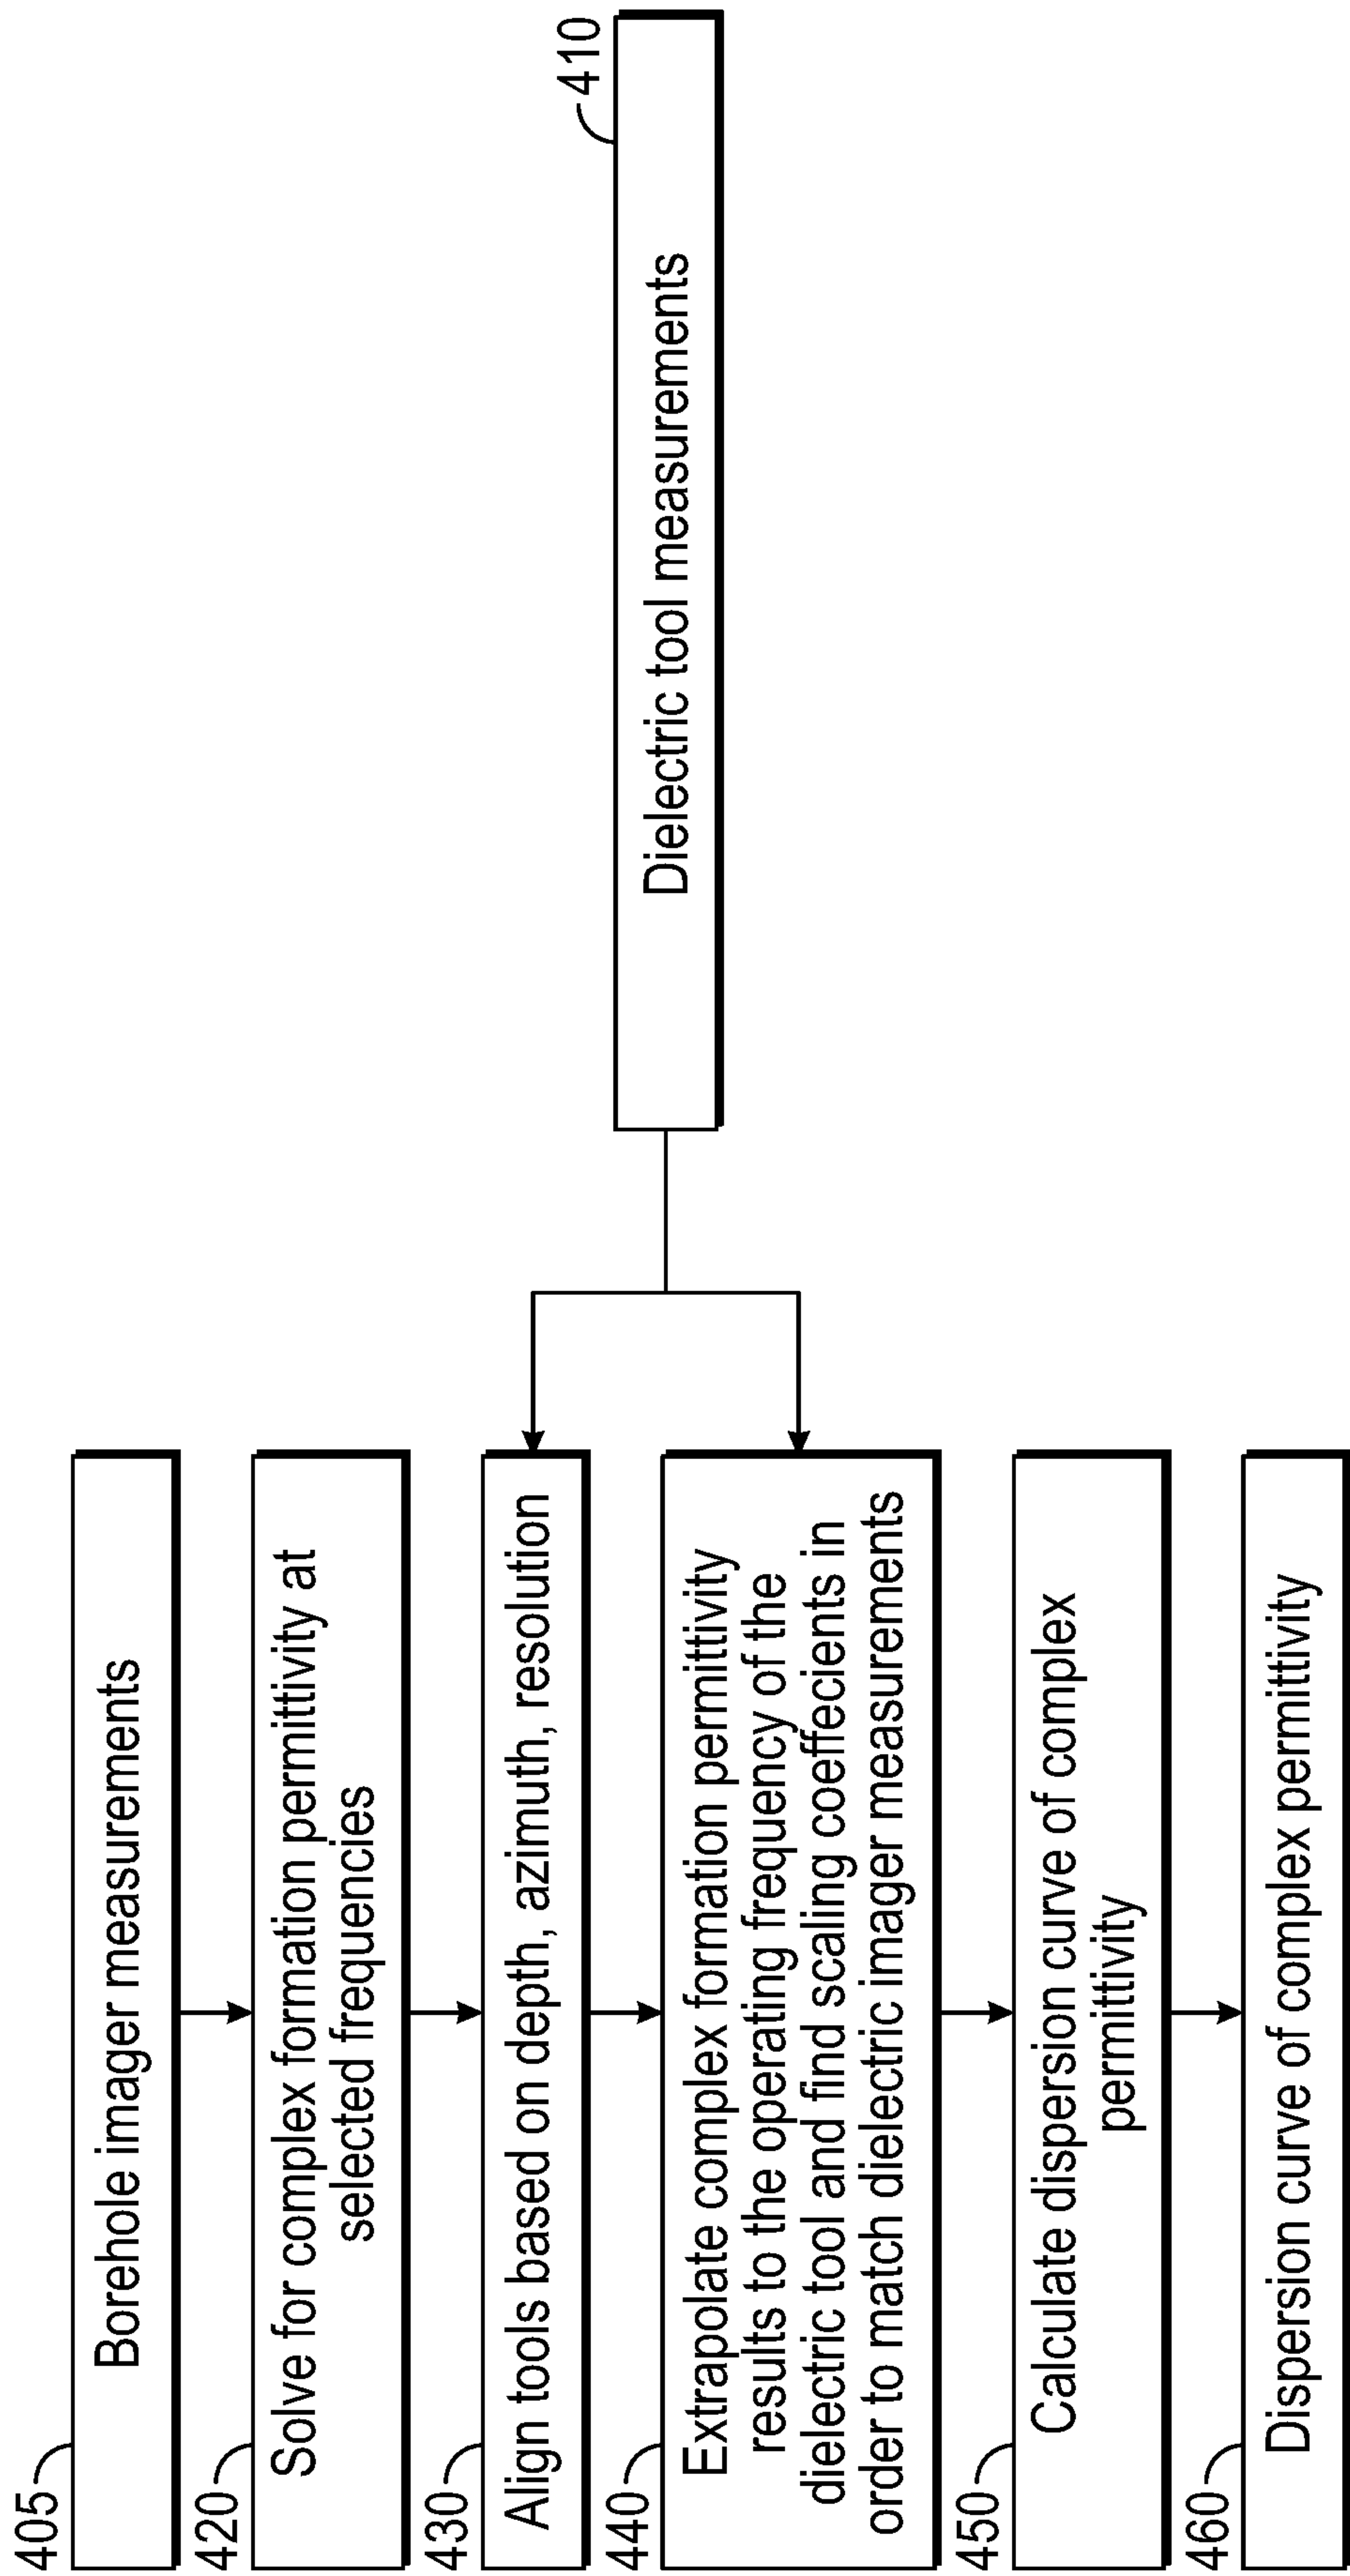 405
Borehole imager measurements
420
Solve for complex formation permittivity at
selected frequencies
430
Align tools based on depth, azimuth, resolution
440
Extrapolate complex formation permittivity
results to the operating frequency of the
dielectric tool and find scaling coeffecients in
order to match dielectric imager measurements
450
Calculate dispersion curve of complex
permittivity
460
Dispersion curve of complex permittivity
410
Dielectric tool measurements